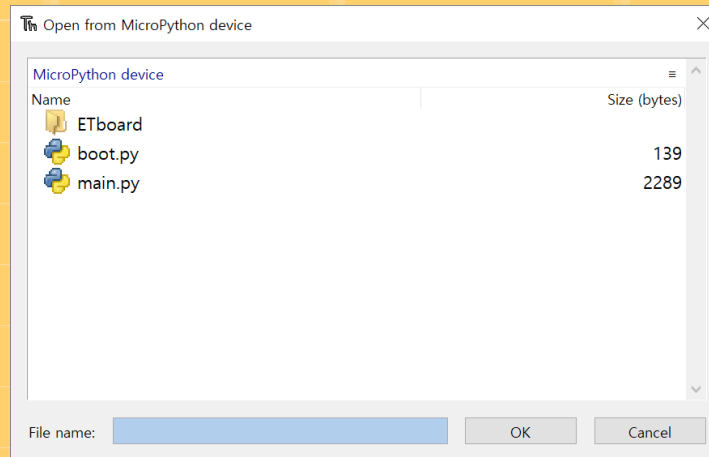 Th Open from MicroPython device
MicroPython device
Name Size (bytes)
ETboard
boot.py 139
main.py 2289
File name: OK Cancel